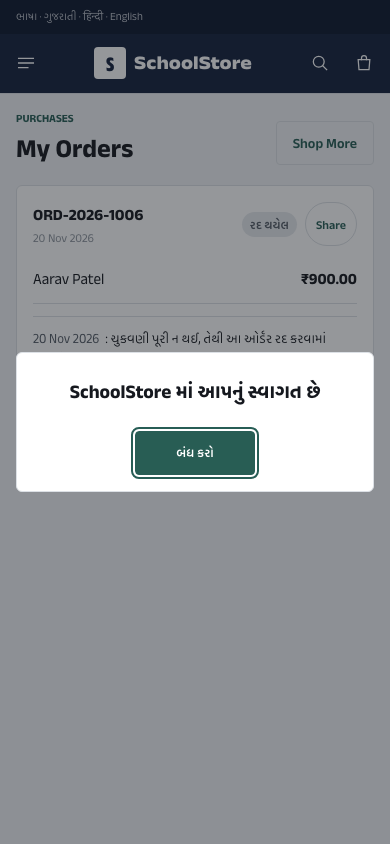 ભાષા · ગુજરાતી · हिन्दी · English
S SchoolStore
PURCHASES
My Orders
Shop More
ORD-2026-1006
રદ થયેલ
Share
20 Nov 2026
Aarav Patel
₹900.00
20 Nov 2026 : ચુકવણી પૂરી ન થઈ, તેથી આ ઓર્ડર રદ કરવામાં
SchoolStore માં આપનું સ્વાગત છે
બંધ કરો